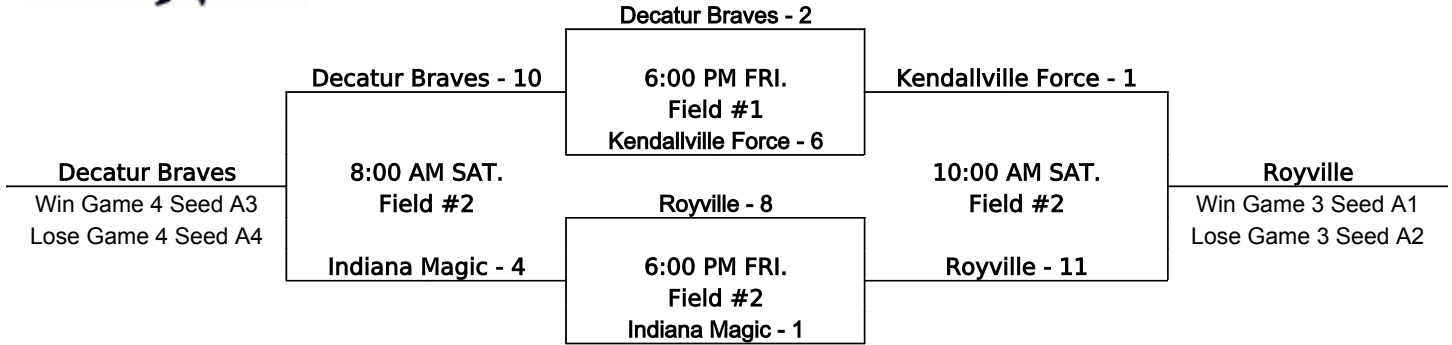 Decatur Braves - 2
Decatur Braves - 10
6:00 PM FRI.
Kendallville Force - 1
Field #1
Kendallville Force - 6
Decatur Braves
8:00 AM SAT.
10:00 AM SAT.
Royville
Win Game 4 Seed A3
Field #2
Royville - 8
Field #2
Win Game 3 Seed A1
Lose Game 4 Seed A4
Lose Game 3 Seed A2
Indiana Magic - 4
6:00 PM FRI.
Royville - 11
Field #2
Indiana Magic - 1